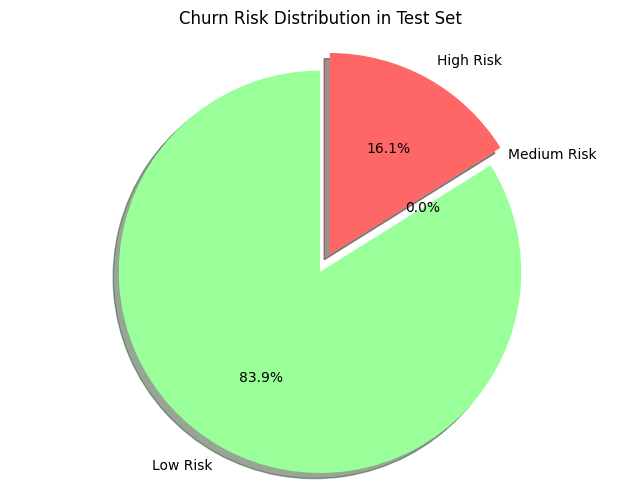 Churn Risk Distribution in Test Set
High Risk
16.1%
Medium Risk
0.0%
83.9%
Low Risk